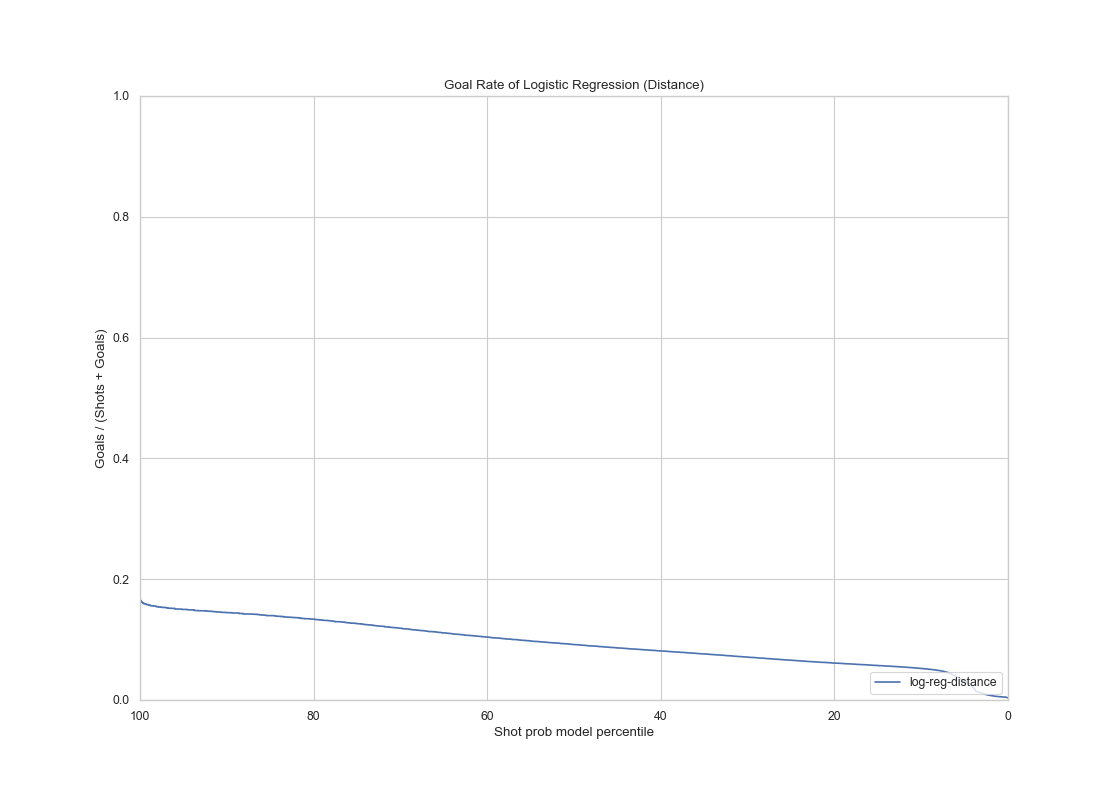 Goal Rate of Logistic Regression (Distance)
1.0
0.8
0.6
0.4
0.2
0.0
Goals / (Shots + Goals)
log-reg-distance
100 80 60 40 20 0
Shot prob model percentile